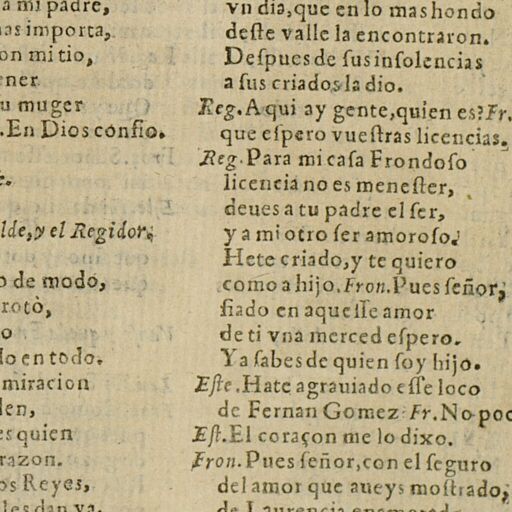 a mi padre,
as importa,
on mi tio,
ener
u muger
. En Dios confio.
lde, y el Regidor.
o de modo,
rotò,
o
lo en todo.
miracion
len,
es quien
razon.
os Reyes,
les dan ya.
vn dia, que en lo mas hondo
deſte valle la encontraron.
Deſpues de ſus inſolencias
a ſus criados la dio.
Reg. A qui ay gente, quien es? Fr.
que eſpero vueſtras licencias.
Reg. Para mi caſa Frondoſo
licencia no es meneſter,
deues a tu padre el ſer,
y a mi otro ſer amoroſo.
Hete criado, y te quiero
como a hijo. Fron. Pues ſeñor,
fiado en aqueſſe amor
de ti vna merced eſpero.
Ya ſabes de quien ſoy hijo.
Eſte. Hate agrauiado eſſe loco
de Fernan Gomez? Fr. No poc
Eſt. El coraçon me lo dixo.
Fron. Pues ſeñor, con el ſeguro
del amor que aueys moſtrado,
de Laurencia enamorado